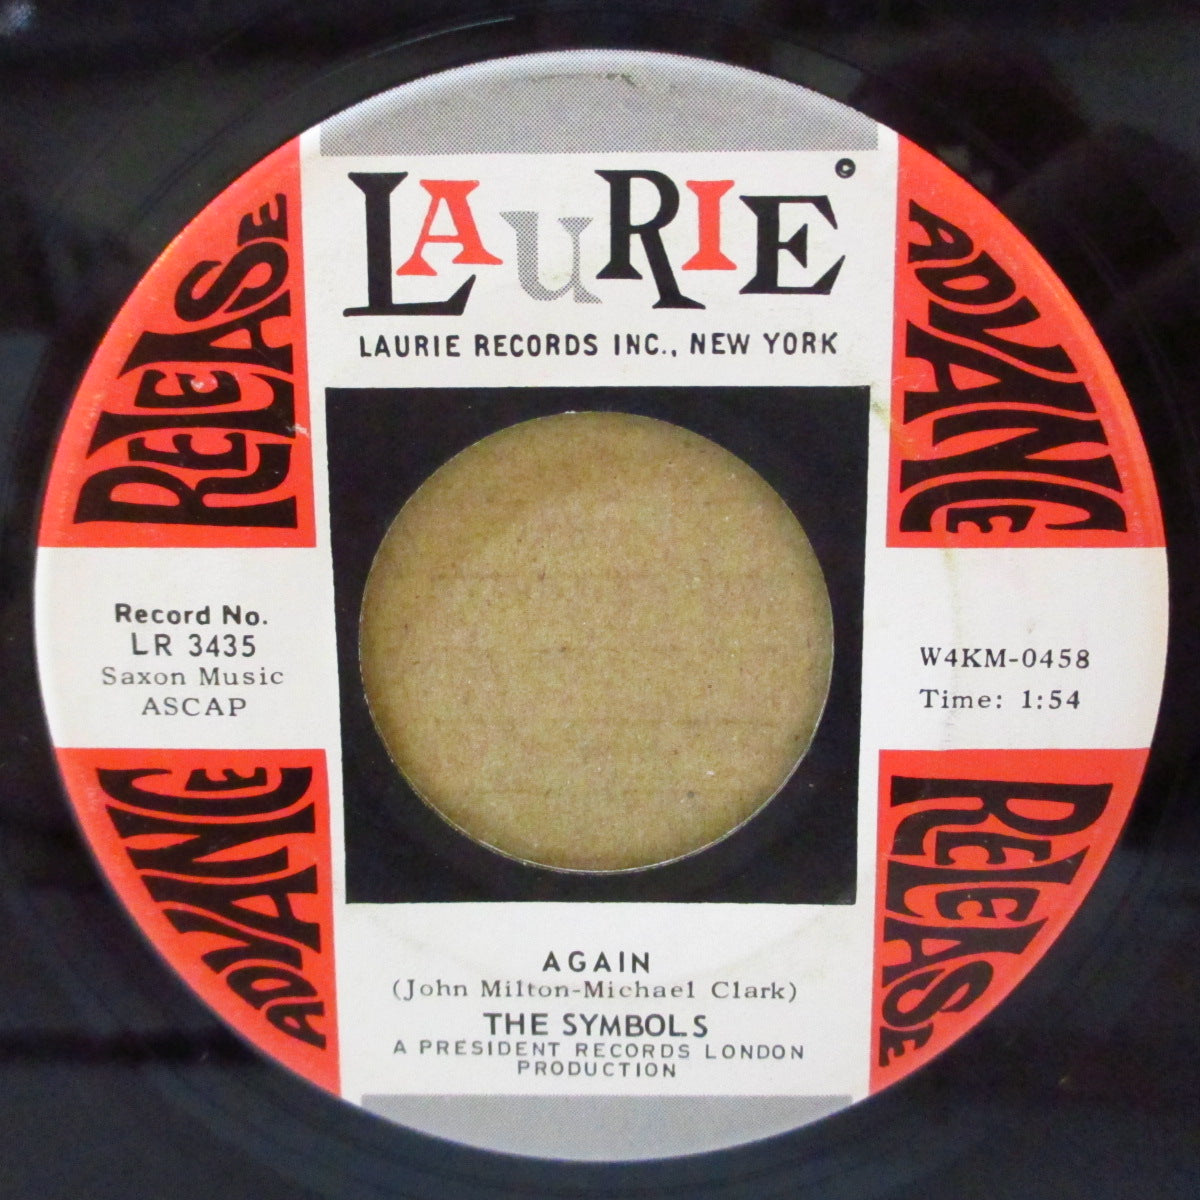 LAURIE
LAURIE RECORDS INC., NEW YORK
RELEASE
ADVANCE
Record No.
LR 3435
Saxon Music
ASCAP
W4KM-0458
Time: 1:54
ADVANCE
RELEASE
AGAIN
(John Milton-Michael Clark)
THE SYMBOLS
A PRESIDENT RECORDS LONDON
PRODUCTION